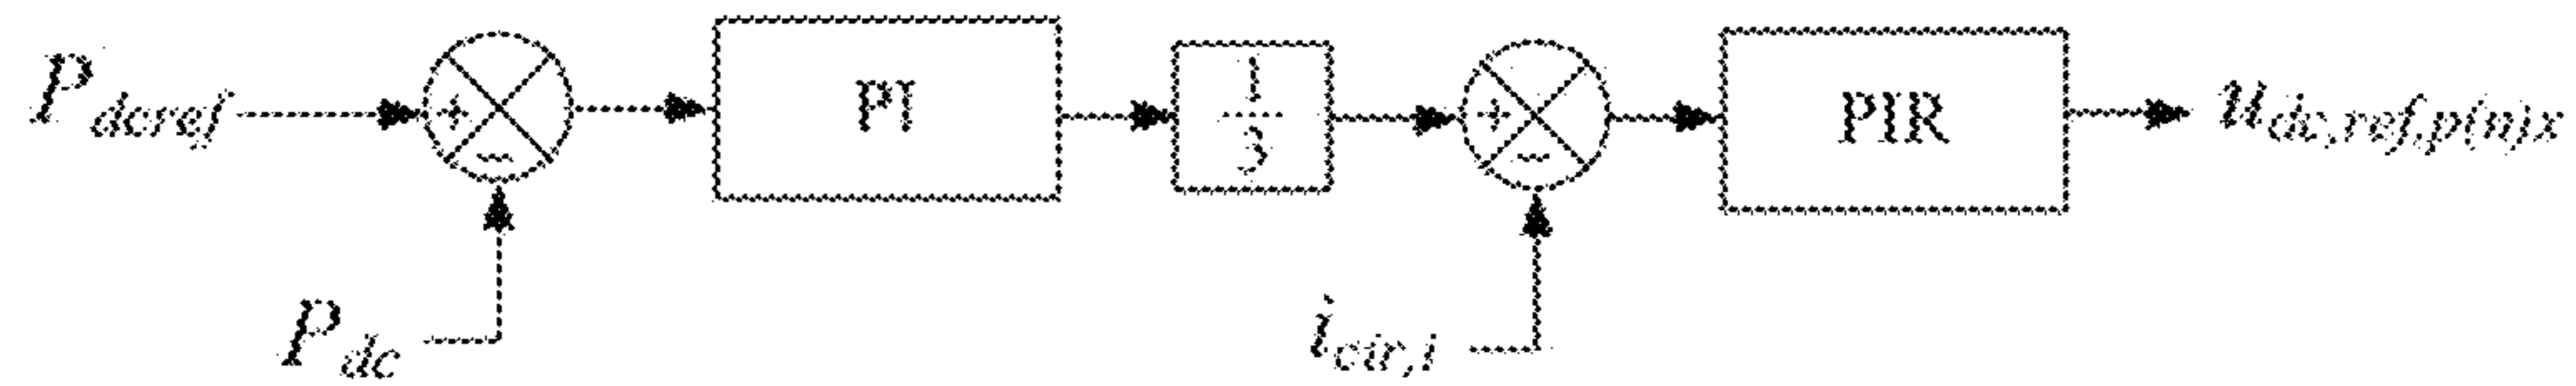 P_dcref + − PI 1/3 + − PIR u_dc,ref,p(n)x
P_dc i_cir,i